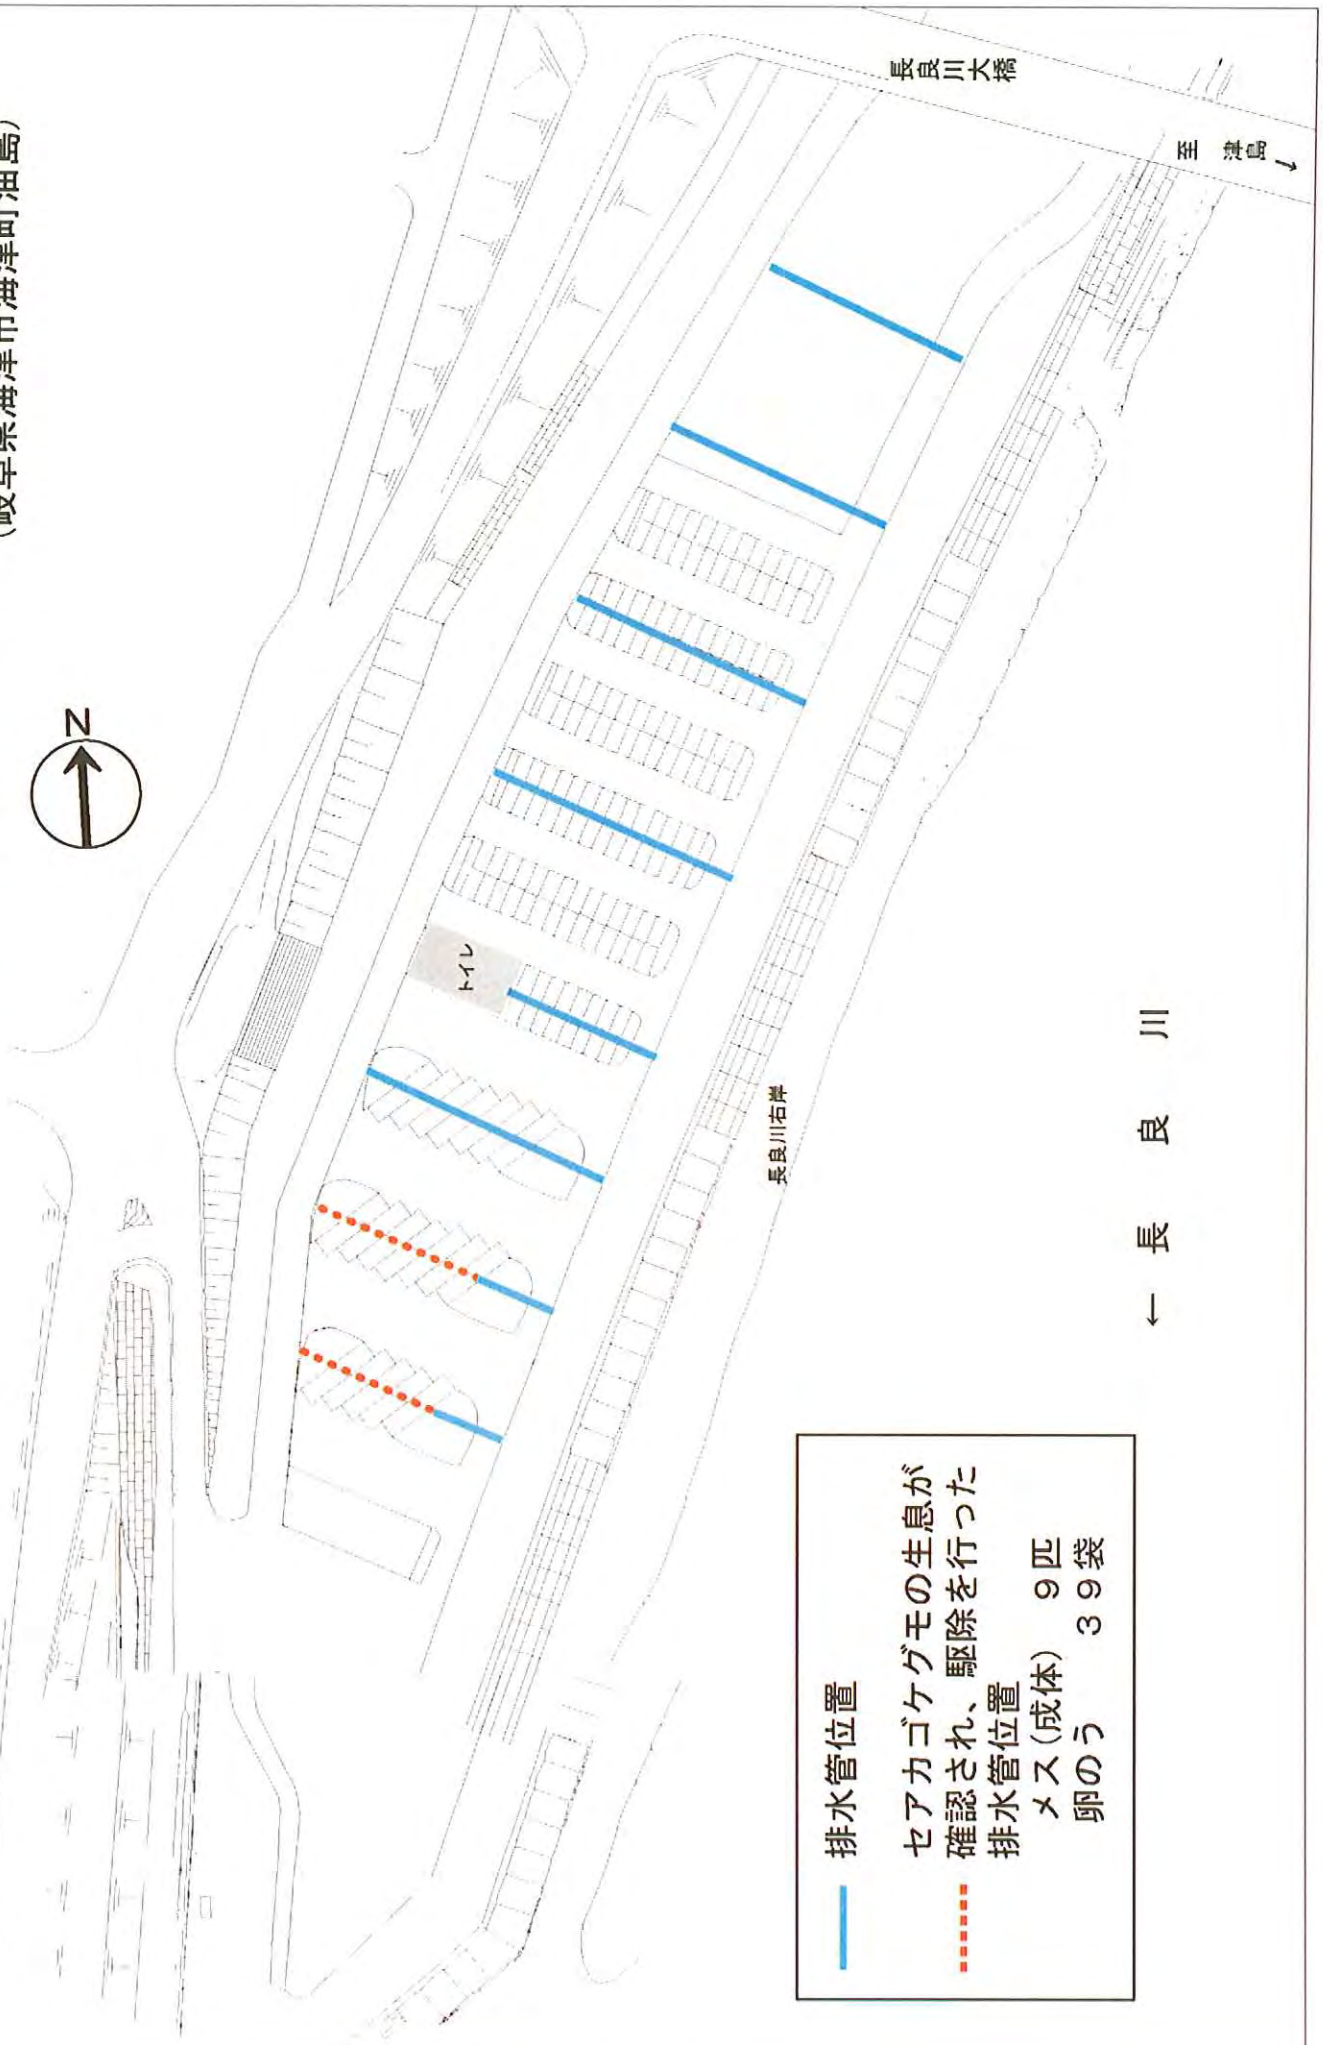 (岐阜県海津市海津町油島)
N
長良川大橋
至 津島
トイレ
長良川右岸
← 長 良 川
排水管位置
セアカゴケグモの生息が
確認され、駆除を行った
排水管位置
メス(成体) 9匹
卵のう 39袋